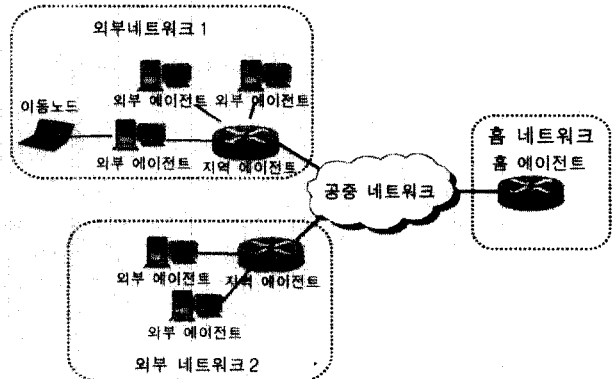 외부네트워크 1
외부 에이전트 외부 에이전트
이동노드
외부 에이전트
지역 에이전트
홈 네트워크
홈 에이전트
공중 네트워크
외부 에이전트
지역 에이전트
외부 에이전트
외부 네트워크2